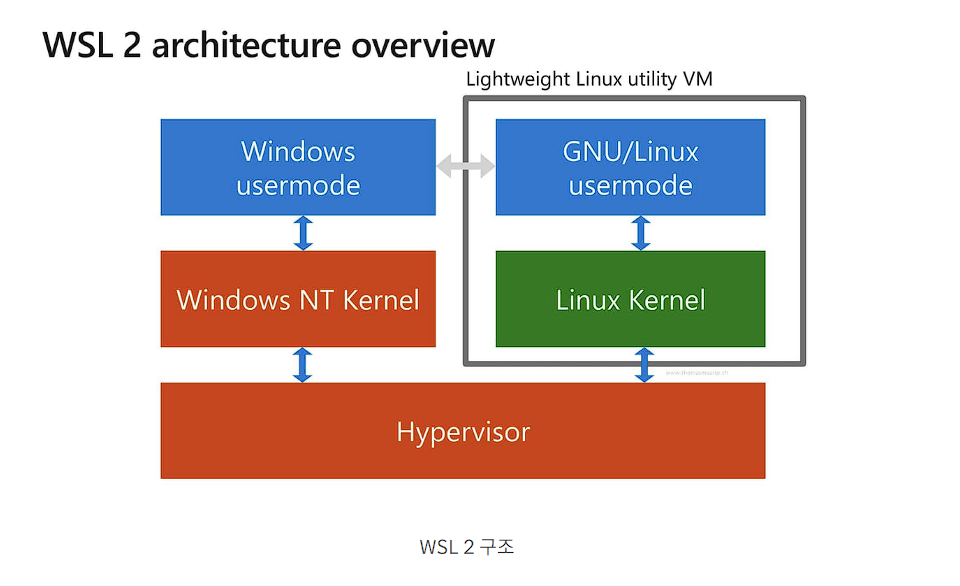 WSL 2 architecture overview
Lightweight Linux utility VM
Windows
usermode
GNU/Linux
usermode
Windows NT Kernel
Linux Kernel
Hypervisor
WSL 2 구조